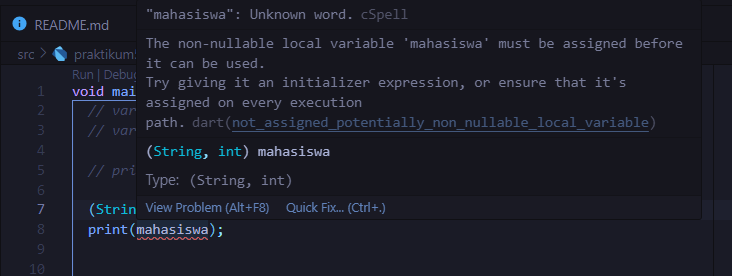 "mahasiswa": Unknown word. cSpell
README.md
The non-nullable local variable 'mahasiswa' must be assigned before
it can be used.
Try giving it an initializer expression, or ensure that it's
assigned on every execution
path. dart(not_assigned_potentially_non_nullable_local_variable)
(String, int) mahasiswa
Type: (String, int)
View Problem (Alt+F8) Quick Fix... (Ctrl+.)
src >
Run | Debug
1 void mai
2 // var
3 // var
4
5 // pri
6
7 (Strin
8 print(mahasiswa);
9
10